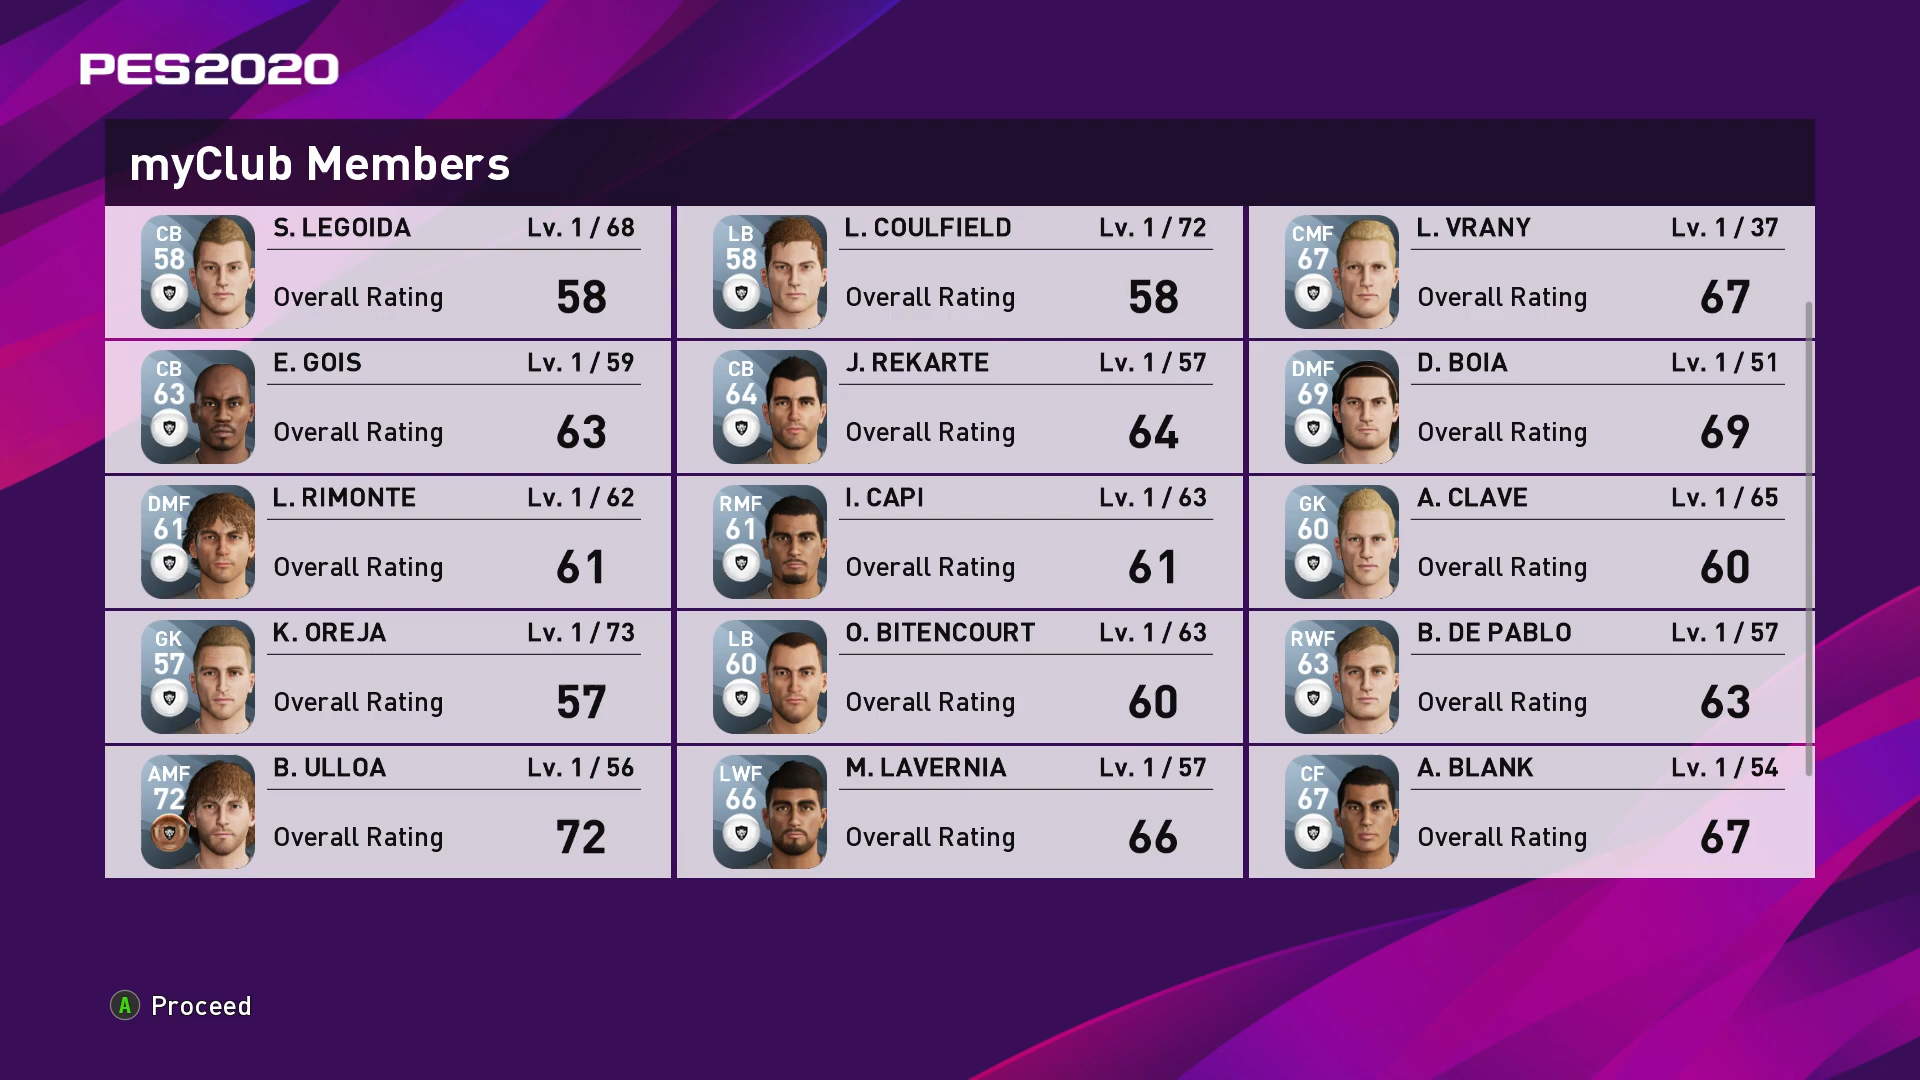 PES2020
myClub Members
CB 58 S. LEGOIDA Lv. 1 / 68
Overall Rating 58
LB 58 L. COULFIELD Lv. 1 / 72
Overall Rating 58
CMF 67 L. VRANY Lv. 1 / 37
Overall Rating 67
CB 63 E. GOIS Lv. 1 / 59
Overall Rating 63
CB 64 J. REKARTE Lv. 1 / 57
Overall Rating 64
DMF 69 D. BOIA Lv. 1 / 51
Overall Rating 69
DMF 61 L. RIMONTE Lv. 1 / 62
Overall Rating 61
RMF 61 I. CAPI Lv. 1 / 63
Overall Rating 61
GK 60 A. CLAVE Lv. 1 / 65
Overall Rating 60
GK 57 K. OREJA Lv. 1 / 73
Overall Rating 57
LB 60 O. BITENCOURT Lv. 1 / 63
Overall Rating 60
RWF 63 B. DE PABLO Lv. 1 / 57
Overall Rating 63
AMF 72 B. ULLOA Lv. 1 / 56
Overall Rating 72
LWF 66 M. LAVERNIA Lv. 1 / 57
Overall Rating 66
CF 67 A. BLANK Lv. 1 / 54
Overall Rating 67
A Proceed